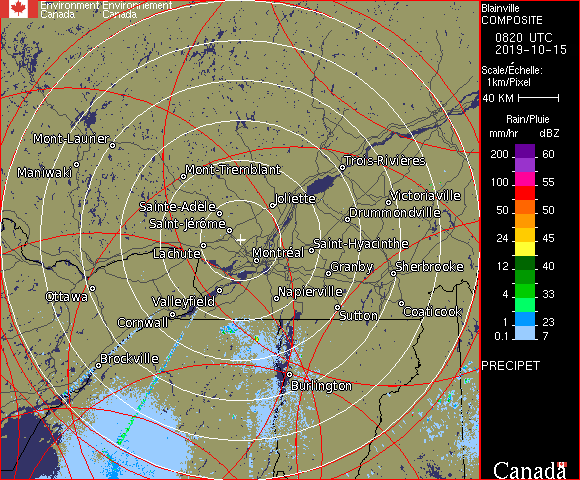 Environment Environnement
Canada Canada
Blainville
COMPOSITE
0820 UTC
2019-10-15
Scale/Échelle:
1km/Pixel
40 KM
Rain/Pluie
mm/hr dBZ
200 60
150 57
100 55
50 50
24 45
12 40
4 33
1 23
0.1 7
PRECIPET
Canada
Mont-Laurier
Maniwaki
Mont-Tremblant
Trois-Rivières
Joliette
Victoriaville
Sainte-Adèle
Drummondville
Saint-Jérôme
Saint-Hyacinthe
Lachute
Montréal
Granby
Sherbrooke
Ottawa
Valleyfield
Napierville
Cornwall
Sutton
Coaticook
Brockville
Burlington